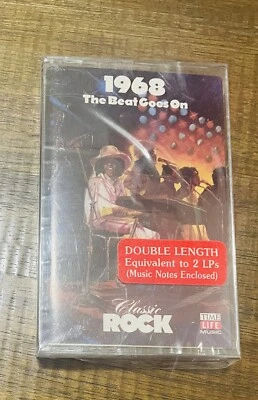 1968
The Beat Goes On
DOUBLE LENGTH
Equivalent to 2 LPs
(Music Notes Enclosed)
Classic
ROCK
TIME
LIFE
MUSIC